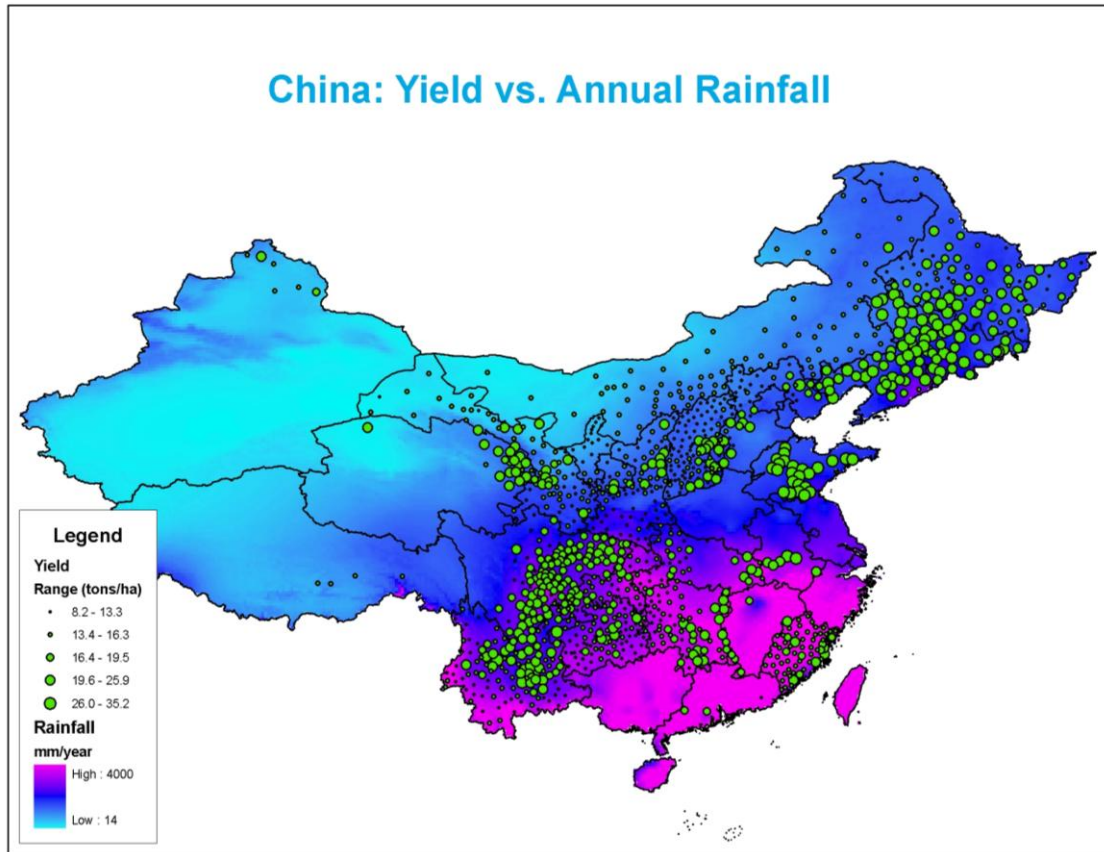 China: Yield vs. Annual Rainfall
Legend
Yield
Range (tons/ha)
8.2 - 13.3
13.4 - 16.3
16.4 - 19.5
19.6 - 25.9
26.0 - 35.2
Rainfall
mm/year
High : 4000
Low : 14